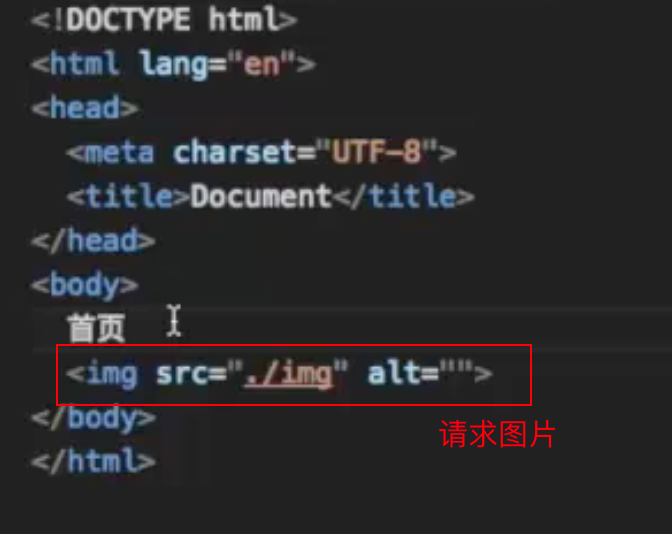 <!DOCTYPE html>
<html lang="en">
<head>
<meta charset="UTF-8">
<title>Document</title>
</head>
<body>
首页
<img src="./img" alt="">
</body>
请求图片
</html>